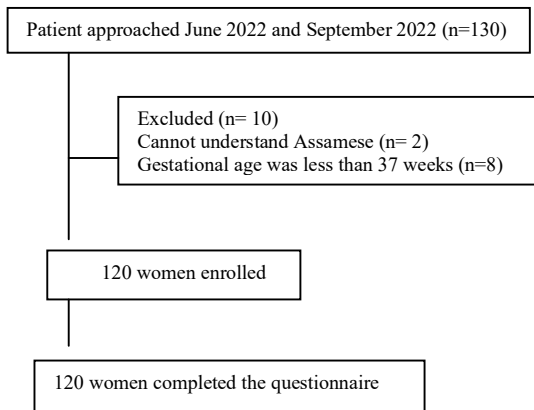 Patient approached June 2022 and September 2022 (n=130)
Excluded (n= 10)
Cannot understand Assamese (n= 2)
Gestational age was less than 37 weeks (n=8)
120 women enrolled
120 women completed the questionnaire